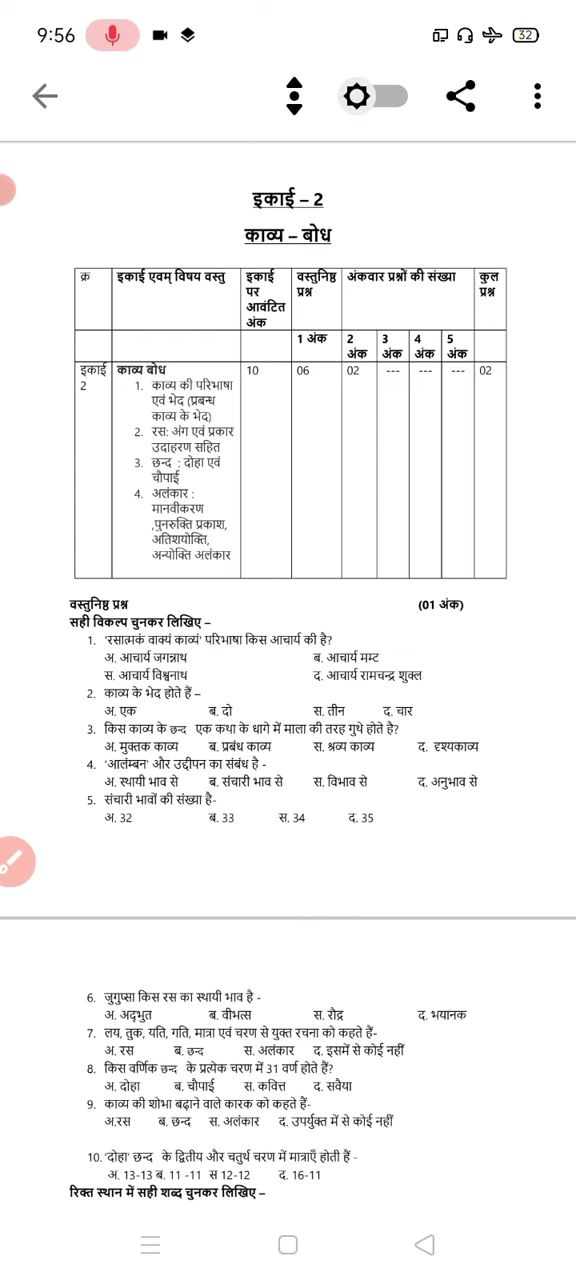 9:56
32
इकाई – 2
काव्य – बोध
क्र इकाई एवम् विषय वस्तु इकाई पर आवंटित अंक वस्तुनिष्ठ प्रश्न अंकवार प्रश्नों की संख्या कुल प्रश्न
1 अंक 2 अंक 3 अंक 4 अंक 5 अंक
इकाई 2 काव्य बोध 10 06 02 --- --- --- 02
1. काव्य की परिभाषा
एवं भेद (प्रबन्ध
काव्य के भेद)
2. रस: अंग एवं प्रकार
उदाहरण सहित
3. छन्द : दोहा एवं
चौपाई
4. अलंकार :
मानवीकरण
,पुनरुक्ति प्रकाश,
अतिशयोक्ति,
अन्योक्ति अलंकार
वस्तुनिष्ठ प्रश्न (01 अंक)
सही विकल्प चुनकर लिखिए –
1. 'रसात्मकं वाक्यं काव्यं' परिभाषा किस आचार्य की है?
अ. आचार्य जगन्नाथ ब. आचार्य मम्ट
स. आचार्य विश्वनाथ द. आचार्य रामचन्द्र शुक्ल
2. काव्य के भेद होते हैं –
अ. एक ब. दो स. तीन द. चार
3. किस काव्य के छन्द एक कथा के धागे में माला की तरह गुथे होते है?
अ. मुक्तक काव्य ब. प्रबंध काव्य स. श्रव्य काव्य द. दृश्यकाव्य
4. 'आलंम्बन' और उद्दीपन का संबंध है -
अ. स्थायी भाव से ब. संचारी भाव से स. विभाव से द. अनुभाव से
5. संचारी भावों की संख्या है-
अ. 32 ब. 33 स. 34 द. 35
6. जुगुप्सा किस रस का स्थायी भाव है -
अ. अद्भुत ब. वीभत्स स. रौद्र द. भयानक
7. लय, तुक, यति, गति, मात्रा एवं चरण से युक्त रचना को कहते हैं-
अ. रस ब. छन्द स. अलंकार द. इसमें से कोई नहीं
8. किस वर्णिक छन्द के प्रत्येक चरण में 31 वर्ण होते हैं?
अ. दोहा ब. चौपाई स. कवित्त द. सवैया
9. काव्य की शोभा बढ़ाने वाले कारक को कहते हैं-
अ.रस ब. छन्द स. अलंकार द. उपर्युक्त में से कोई नहीं
10. 'दोहा' छन्द के द्वितीय और चतुर्थ चरण में मात्राएँ होती हैं -
अ. 13-13 ब. 11 -11 स 12-12 द. 16-11
रिक्त स्थान में सही शब्द चुनकर लिखिए –